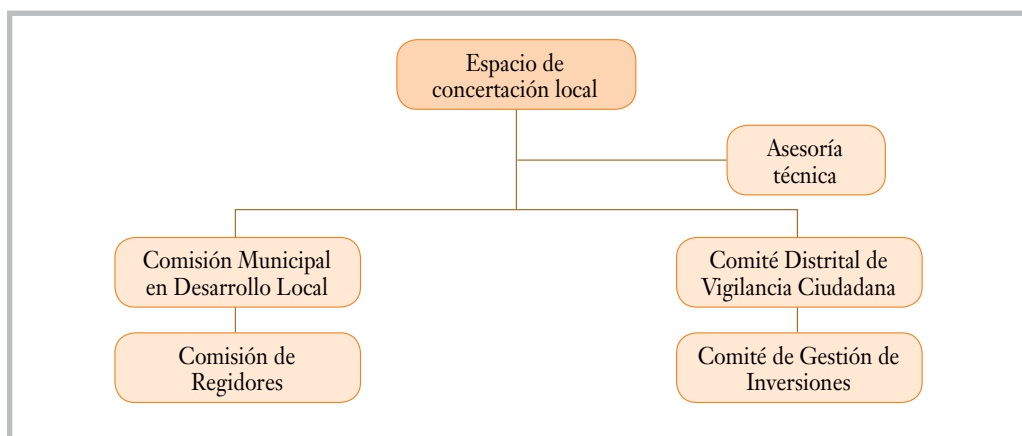 Espacio de
concertación local
Asesoría
técnica
Comisión Municipal
en Desarrollo Local
Comité Distrital de
Vigilancia Ciudadana
Comisión de
Regidores
Comité de Gestión de
Inversiones